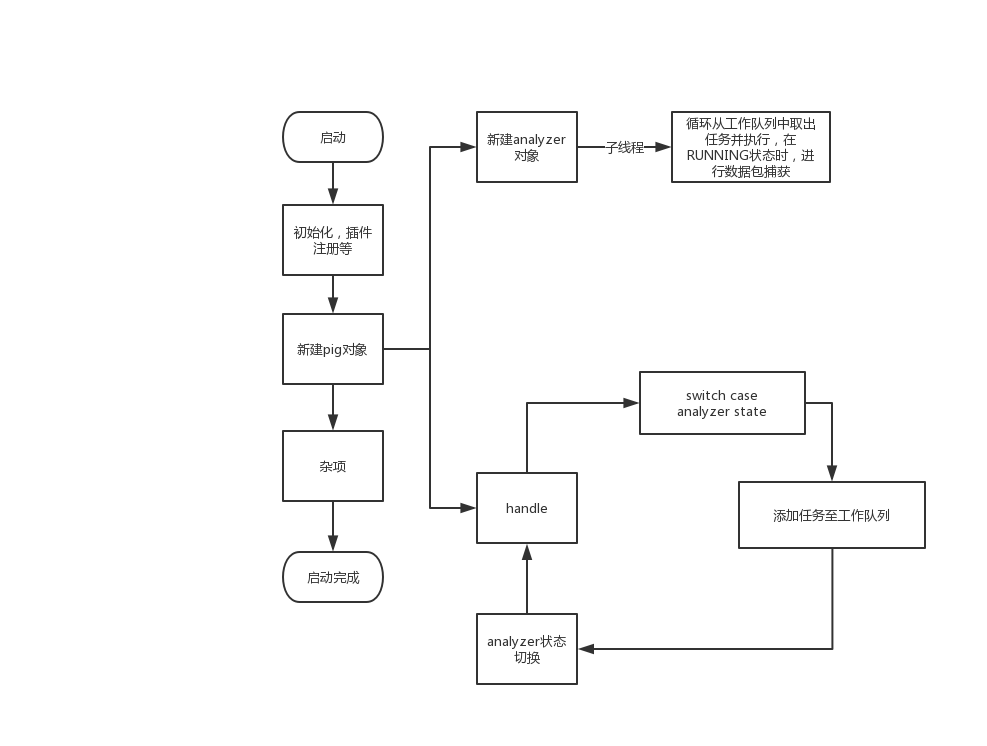 启动
初始化，插件
注册等
新建pig对象
杂项
启动完成
新建analyzer
对象
子线程
循环从工作队列中取出
任务并执行，在
RUNNING状态时，进
行数据包捕获
switch case
analyzer state
handle
添加任务至工作队列
analyzer状态
切换